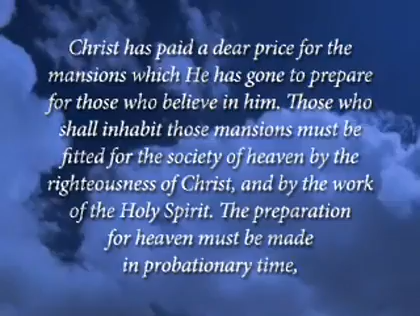 Christ has paid a dear price for the
mansions which He has gone to prepare
for those who believe in him. Those who
shall inhabit those mansions must be
fitted for the society of heaven by the
righteousness of Christ, and by the work
of the Holy Spirit. The preparation
for heaven must be made
in probationary time,